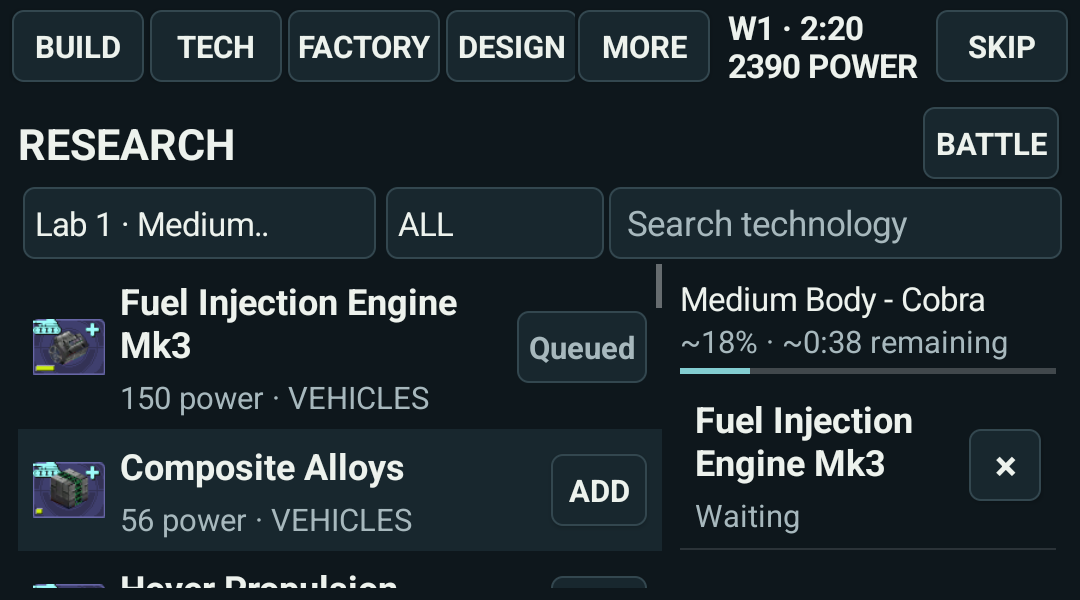 BUILD
TECH
FACTORY
DESIGN
MORE
W1 · 2:20
2390 POWER
SKIP
RESEARCH
BATTLE
Lab 1 · Medium..
ALL
Search technology
Fuel Injection Engine
Mk3
150 power · VEHICLES
Queued
Composite Alloys
56 power · VEHICLES
ADD
Hover Propulsion
Medium Body - Cobra
~18% · ~0:38 remaining
Fuel Injection
Engine Mk3
Waiting
×